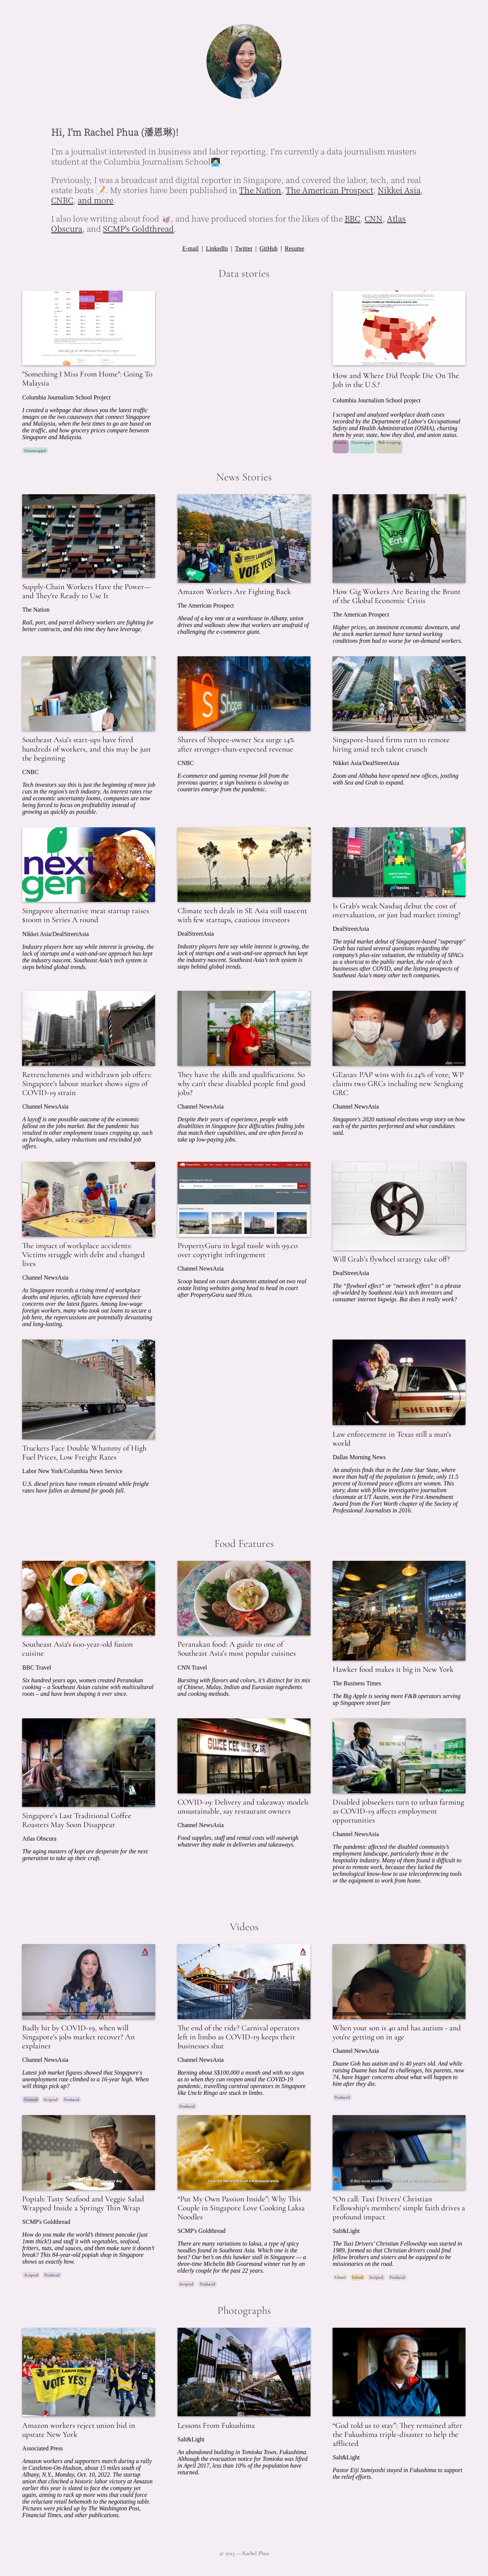 Hi, I'm Rachel Phua (潘恩琳)!
I'm a journalist interested in business and labor reporting. I'm currently a data journalism masters
student at the Columbia Journalism School👩🏻‍💻
Previously, I was a broadcast and digital reporter in Singapore, and covered the labor, tech, and real
estate beats 📝. My stories have been published in The Nation, The American Prospect, Nikkei Asia,
CNBC, and more.
I also love writing about food 🥡, and have produced stories for the likes of the BBC, CNN, Atlas
Obscura, and SCMP's Goldthread.
E-mail | LinkedIn | Twitter | GitHub | Resume
Data stories
"Something I Miss From Home": Going To
Malaysia
Columbia Journalism School Project
I created a webpage that shows you the latest traffic
images on the two causeways that connect Singapore
and Malaysia, when the best times to go are based on
the traffic, and how grocery prices compare between
Singapore and Malaysia.
Datawrapper
How and Where Did People Die On The
Job in the U.S.?
Columbia Journalism School project
I scraped and analyzed workplace death cases
recorded by the Department of Labor's Occupational
Safety and Health Administration (OSHA), charting
them by year, state, how they died, and union status.
Pandas Datawrapper Web scraping
News Stories
Supply-Chain Workers Have the Power—
and They're Ready to Use It
The Nation
Rail, port, and parcel delivery workers are fighting for
better contracts, and this time they have leverage.
VOTE YES!
Amazon Workers Are Fighting Back
The American Prospect
Ahead of a key vote at a warehouse in Albany, union
drives and walkouts show that workers are unafraid of
challenging the e-commerce giant.
Uber
Eats
How Gig Workers Are Bearing the Brunt
of the Global Economic Crisis
The American Prospect
Higher prices, an imminent economic downturn, and
the stock market turmoil have turned working
conditions from bad to worse for on-demand workers.
Southeast Asia's start-ups have fired
hundreds of workers, and this may be just
the beginning
CNBC
Tech investors say this is just the beginning of more job
cuts in the region's tech industry. As interest rates rise
and economic uncertainty looms, companies are now
being forced to focus on profitability instead of
growing as quickly as possible.
Shopee
Shares of Shopee-owner Sea surge 14%
after stronger-than-expected revenue
CNBC
E-commerce and gaming revenue fell from the
previous quarter, a sign business is slowing as
countries emerge from the pandemic.
Singapore-based firms turn to remote
hiring amid tech talent crunch
Nikkei Asia/DealStreetAsia
Zoom and Alibaba have opened new offices, jostling
with Sea and Grab to expand.
next
gen
Singapore alternative meat startup raises
$100m in Series A round
Nikkei Asia/DealStreetAsia
Industry players here say while interest is growing, the
lack of startups and a wait-and-see approach has kept
the industry nascent. Southeast Asia's tech system is
steps behind global trends.
Climate tech deals in SE Asia still nascent
with few startups, cautious investors
DealStreetAsia
Industry players here say while interest is growing, the
lack of startups and a wait-and-see approach has kept
the industry nascent. Southeast Asia's tech system is
steps behind global trends.
Is Grab's weak Nasdaq debut the cost of
overvaluation, or just bad market timing?
DealStreetAsia
The tepid market debut of Singapore-based "superapp"
Grab has raised several questions regarding the
company's plus-size valuation, the reliability of SPACs
as a shortcut to the public market, the role of tech
businesses after COVID, and the listing prospects of
Southeast Asia's many other tech companies.
Retrenchments and withdrawn job offers:
Singapore's labour market shows signs of
COVID-19 strain
Channel NewsAsia
A layoff is one possible outcome of the economic
fallout on the jobs market. But the pandemic has
resulted in other employment issues cropping up, such
as furloughs, salary reductions and rescinded job
offers.
They have the skills and qualifications. So
why can't these disabled people find good
jobs?
Channel NewsAsia
Despite their years of experience, people with
disabilities in Singapore face difficulties finding jobs
that match their capabilities, and are often forced to
take up low-paying jobs.
GE2020: PAP wins with 61.24% of vote; WP
claims two GRCs including new Sengkang
GRC
Channel NewsAsia
Singapore's 2020 national elections wrap story on how
each of the parties performed and what candidates
said.
The impact of workplace accidents:
Victims struggle with debt and changed
lives
Channel NewsAsia
As Singapore records a rising trend of workplace
deaths and injuries, officials have expressed their
concerns over the latest figures. Among low-wage
foreign workers, many who took out loans to secure a
job here, the repercussions are potentially devastating
and long-lasting.
PropertyGuru in legal tussle with 99.co
over copyright infringement
Channel NewsAsia
Scoop based on court documents attained on two real
estate listing websites going head to head in court
after PropertyGuru sued 99.co.
Will Grab's flywheel strategy take off?
DealStreetAsia
The “flywheel effect” or “network effect” is a phrase
oft-wielded by Southeast Asia's tech investors and
consumer internet bigwigs. But does it really work?
Truckers Face Double Whammy of High
Fuel Prices, Low Freight Rates
Labor New York/Columbia News Service
U.S. diesel prices have remain elevated while freight
rates have fallen as demand for goods fall.
SHERIFF
Law enforcement in Texas still a man's
world
Dallas Morning News
An analysis finds that in the Lone Star State, where
more than half of the population is female, only 11.5
percent of licensed peace officers are women. This
story, done with fellow investigative journalism
classmate at UT Austin, won the First Amendment
Award from the Fort Worth chapter of the Society of
Professional Journalists in 2016.
Food Features
Southeast Asia's 600-year-old fusion
cuisine
BBC Travel
Six hundred years ago, women created Peranakan
cooking – a Southeast Asian cuisine with multicultural
roots – and have been shaping it ever since.
Peranakan food: A guide to one of
Southeast Asia's most popular cuisines
CNN Travel
Bursting with flavors and colors, it's distinct for its mix
of Chinese, Malay, Indian and Eurasian ingredients
and cooking methods.
Hawker food makes it big in New York
The Business Times
The Big Apple is seeing more F&B operators serving
up Singapore street fare
Singapore's Last Traditional Coffee
Roasters May Soon Disappear
Atlas Obscura
The aging masters of kopi are desperate for the next
generation to take up their craft.
GWEE KEE
COVID-19: Delivery and takeaway models
unsustainable, say restaurant owners
Channel NewsAsia
Food supplies, staff and rental costs will outweigh
whatever they make in deliveries and takeaways.
Disabled jobseekers turn to urban farming
as COVID-19 affects employment
opportunities
Channel NewsAsia
The pandemic affected the disabled community's
employment landscape, particularly those in the
hospitality industry. Many of them found it difficult to
pivot to remote work, because they lacked the
technological know-how to use teleconferencing tools
or the equipment to work from home.
Videos
Badly hit by COVID-19, when will
Singapore's jobs market recover? An
explainer
Channel NewsAsia
Latest job market figures showed that Singapore's
unemployment rate climbed to a 16-year high. When
will things pick up?
Scripted Produced
The end of the ride? Carnival operators
left in limbo as COVID-19 keeps their
businesses shut
Channel NewsAsia
Burning about S$100,000 a month and with no signs
as to when they can reopen amid the COVID-19
pandemic, travelling carnival operators in Singapore
like Uncle Ringo are stuck in limbo.
Produced
When your son is 40 and has autism - and
you're getting on in age
Channel NewsAsia
Duane Goh has autism and is 40 years old. And while
raising Duane has had its challenges, his parents, now
74, have bigger concerns about what will happen to
him after they die.
Produced
Popiah: Tasty Seafood and Veggie Salad
Wrapped Inside a Springy Thin Wrap
SCMP's Goldthread
How do you make the world's thinnest pancake (just
1mm thick!) and stuff it with vegetables, seafood,
fritters, nuts, and sauces, and then make sure it doesn't
break? This 84-year-old popiah shop in Singapore
shows us exactly how.
Scripted Produced
“Put My Own Passion Inside”: Why This
Couple in Singapore Love Cooking Laksa
Noodles
SCMP's Goldthread
There are many variations to laksa, a type of spicy
noodles found in Southeast Asia. Which one is the
best? Our bet's on this hawker stall in Singapore — a
three-time Michelin Bib Gourmand winner run by an
elderly couple for the past 22 years.
Scripted Produced
“On call: Taxi Drivers' Christian
Fellowship's members' simple faith drives a
profound impact
Salt&Light
The Taxi Drivers' Christian Fellowship was started in
1989, formed so that Christian drivers could find
fellow brothers and sisters and be equipped to be
missionaries on the road.
Filmed Edited Scripted Produced
Photographs
VOTE YES!
Amazon workers reject union bid in
upstate New York
Associated Press
Amazon workers and supporters march during a rally
in Castleton-On-Hudson, about 15 miles south of
Albany, N.Y., Monday, Oct. 10, 2022. The startup
union that clinched a historic labor victory at Amazon
earlier this year is slated to face the company yet
again, aiming to rack up more wins that could force
the reluctant retail behemoth to the negotiating table.
Pictures were picked up by The Washington Post,
Financial Times, and other publications.
Lessons From Fukushima
Salt&Light
An abandoned building in Tomioka Town, Fukushima.
Although the evacuation notice for Tomioka was lifted
in April 2017, less than 10% of the population have
returned.
“God told us to stay”: They remained after
the Fukushima triple-disaster to help the
afflicted
Salt&Light
Pastor Eiji Sumiyoshi stayed in Fukushima to support
the relief efforts.
© 2023 — Rachel Phua